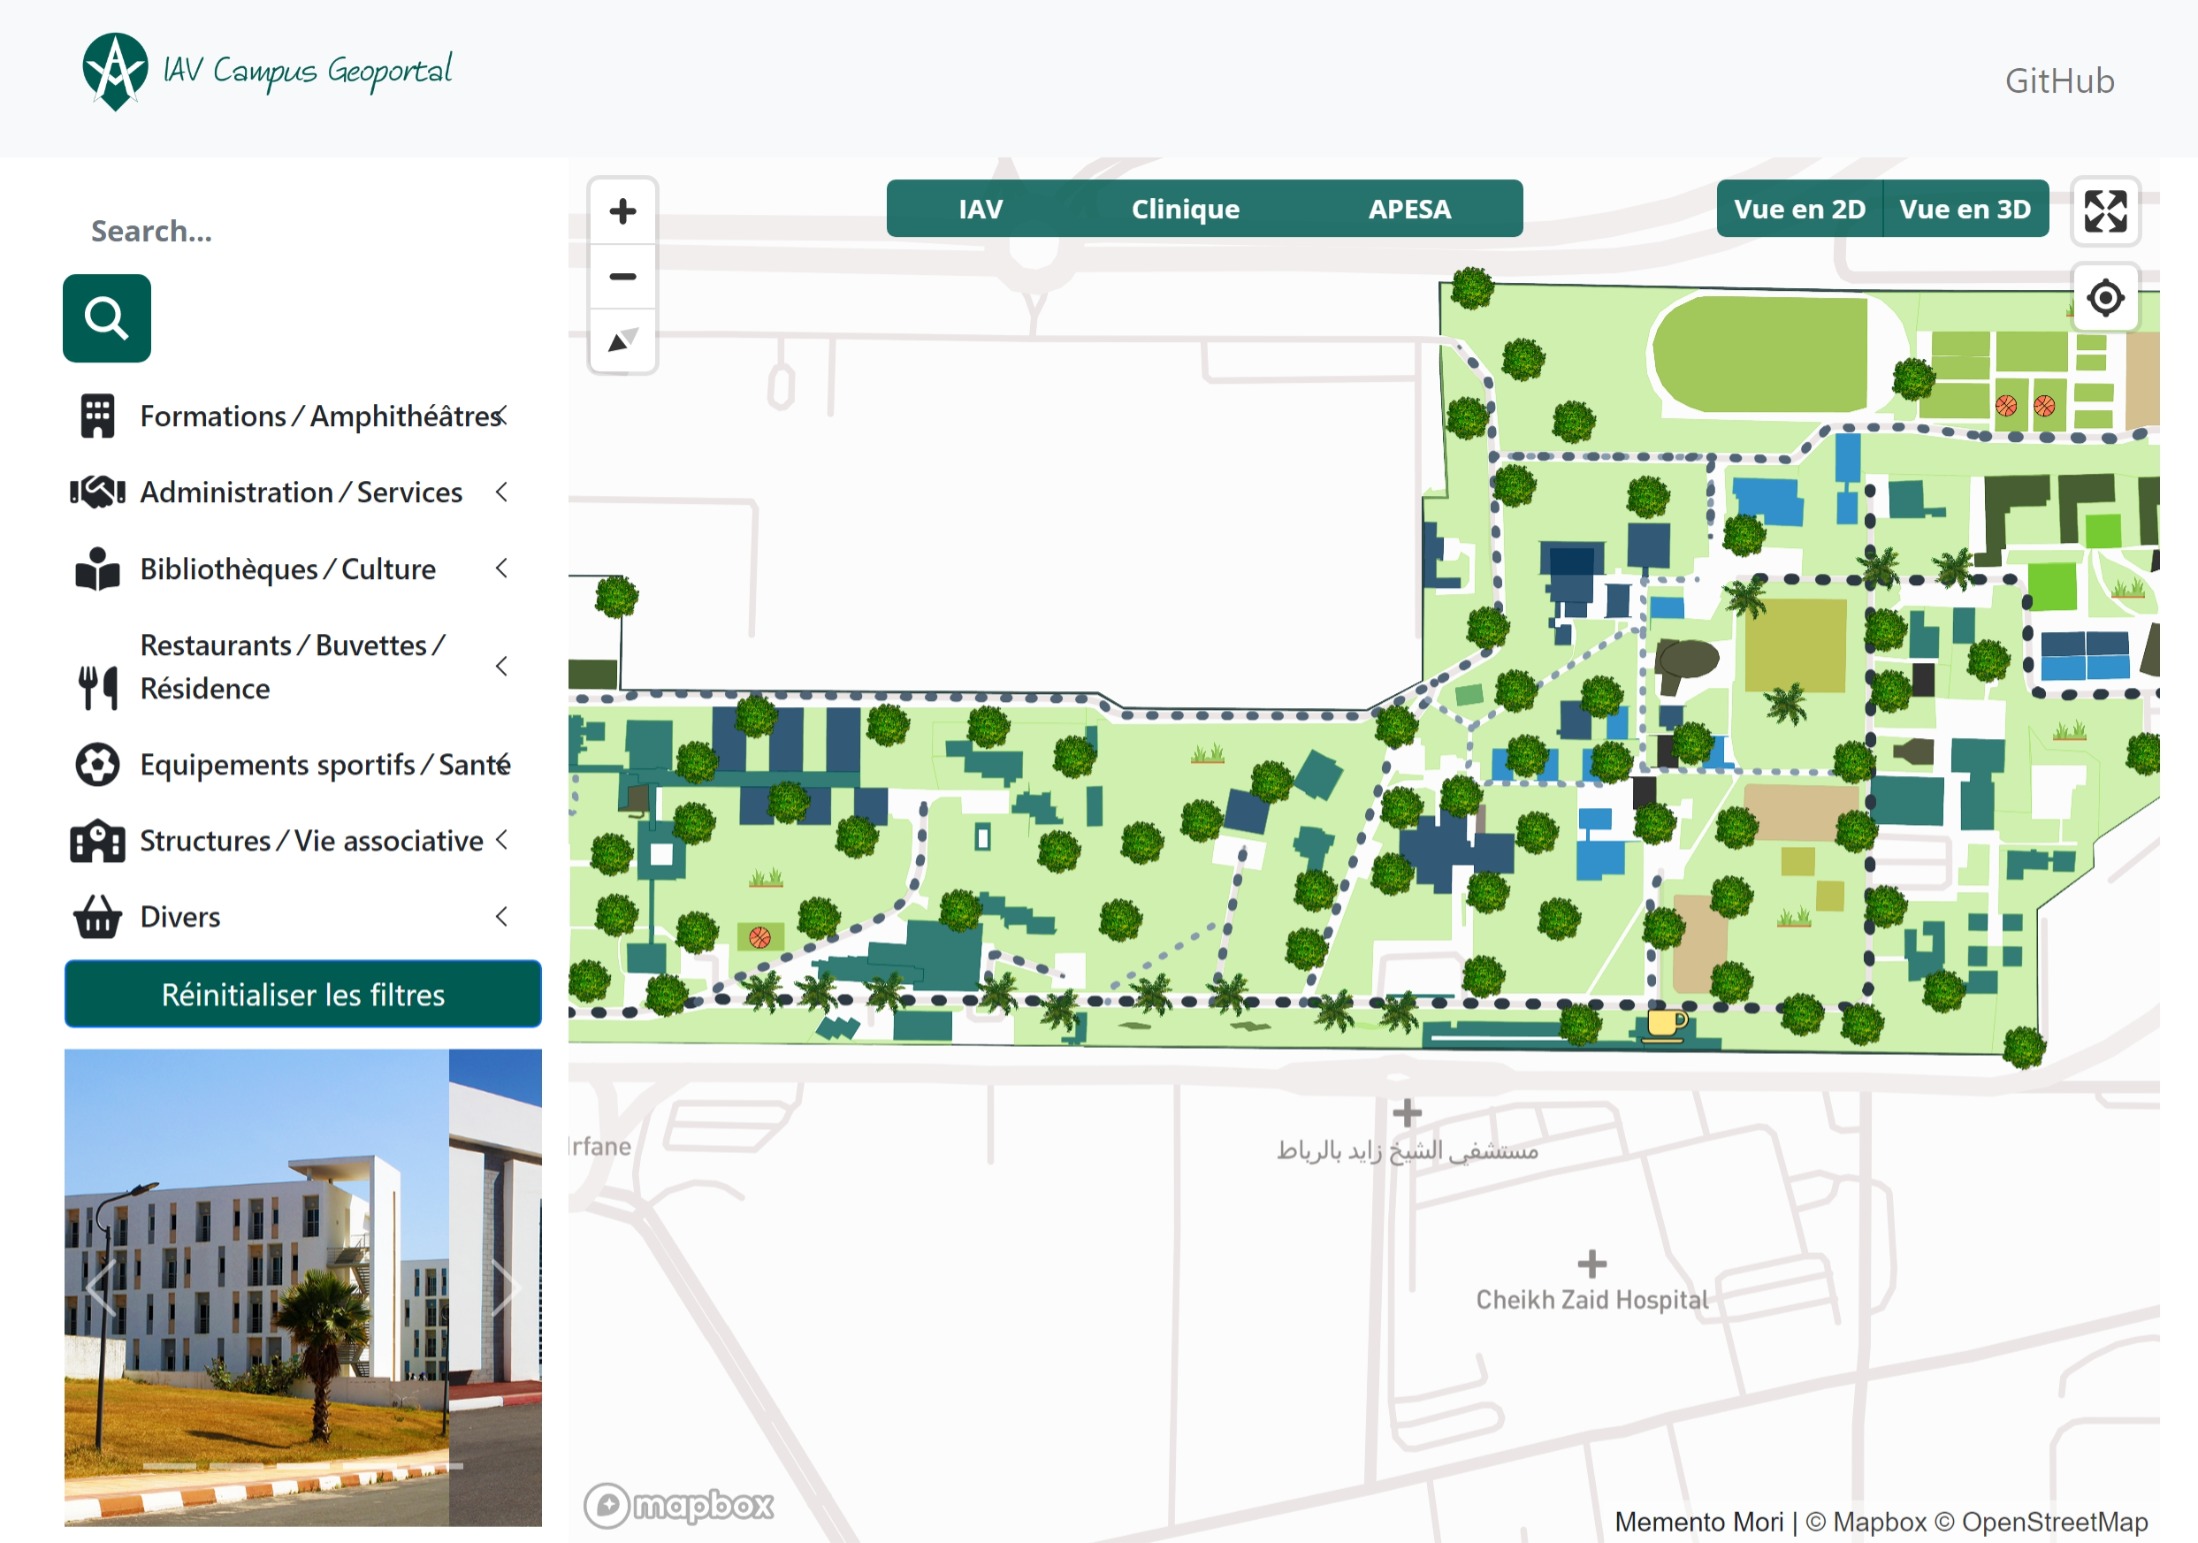 IAV Campus Geoportal
GitHub
Search...
Formations / Amphithéâtres
Administration / Services
Bibliothèques / Culture
Restaurants / Buvettes /
Résidence
Equipements sportifs / Santé
Structures / Vie associative
Divers
Réinitialiser les filtres
IAV Clinique APESA
Vue en 2D Vue en 3D
Irfane
مستشفى الشيخ زايد بالرباط
Cheikh Zaid Hospital
mapbox
Memento Mori | © Mapbox © OpenStreetMap